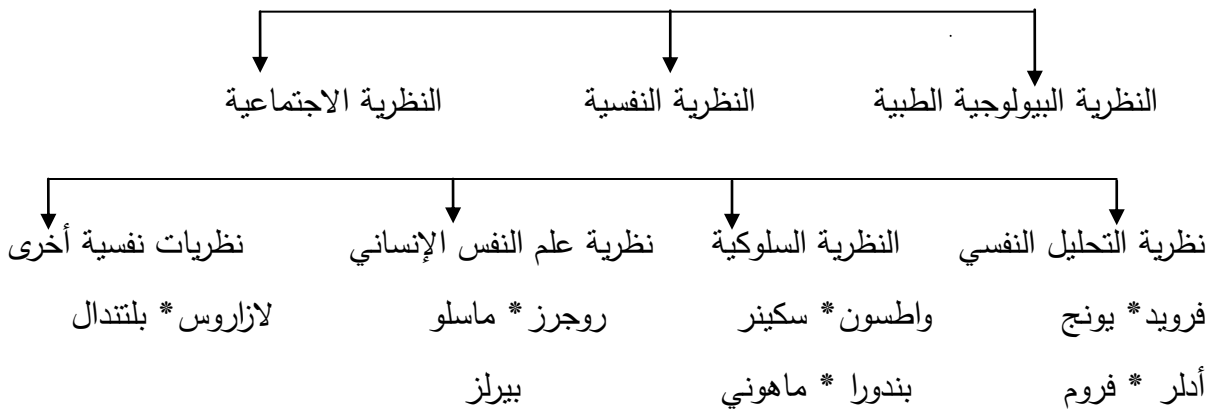 النظرية البيولوجية الطبية النظرية النفسية النظرية الاجتماعية
نظرية التحليل النفسي النظرية السلوكية نظرية علم النفس الإنساني نظريات نفسية أخرى
فرويد* يونج واطسون* سكينر روجرز* ماسلو لازاروس* بلنتندال
أدلر * فروم بندورا * ماهوني بيرلز